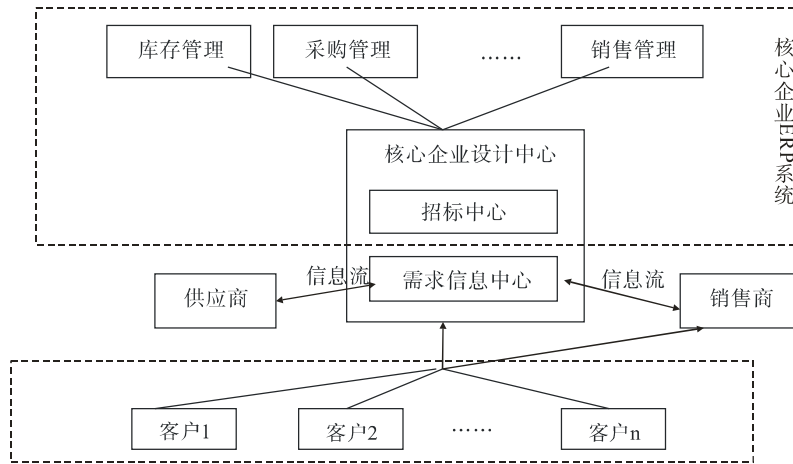 库存管理
采购管理
……
销售管理
核心企业ERP系统
核心企业设计中心
招标中心
信息流
需求信息中心
信息流
供应商
销售商
客户1
客户2
……
客户n